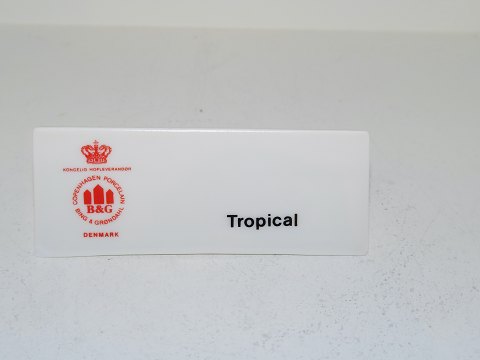 KONGELIG HOFLEVERANDØR
COPENHAGEN PORCELAIN
B&G
BING & GRØNDAHL
DENMARK
Tropical